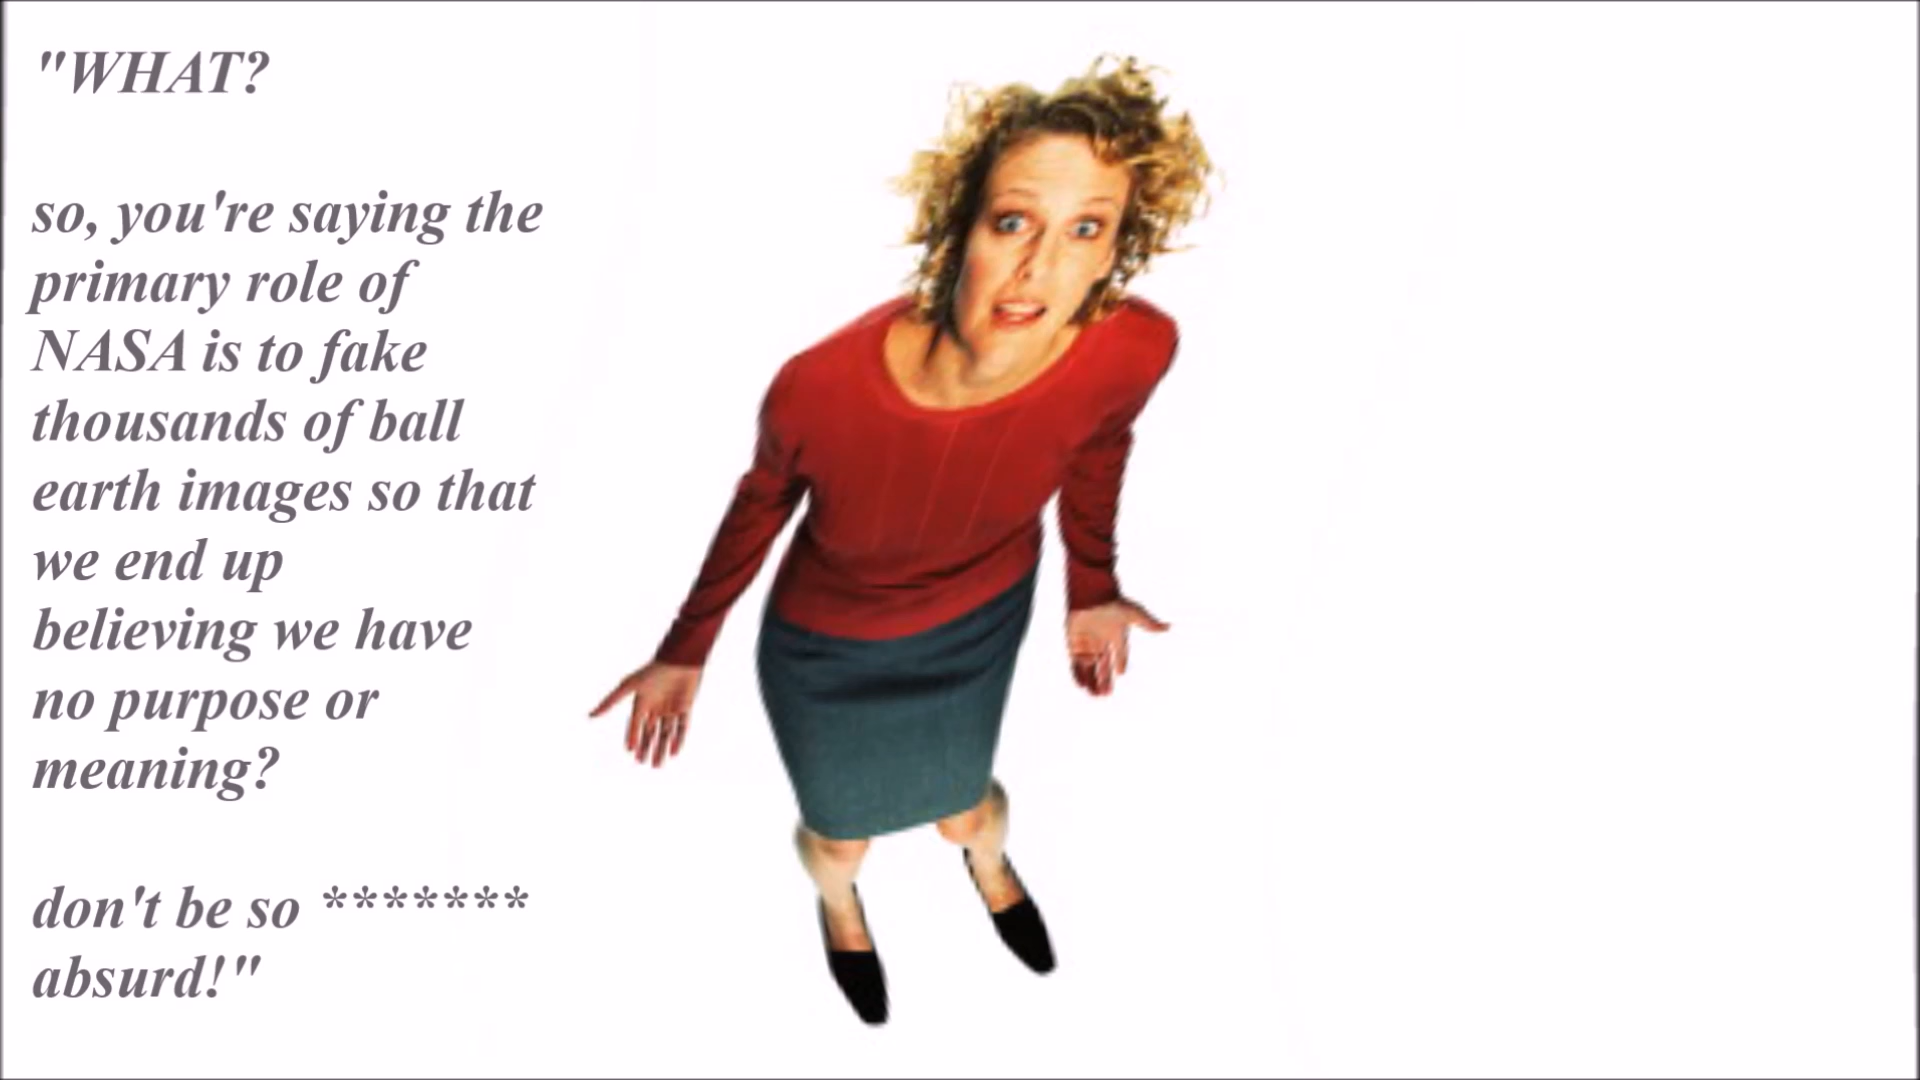 "WHAT?
so, you're saying the
primary role of
NASA is to fake
thousands of ball
earth images so that
we end up
believing we have
no purpose or
meaning?
don't be so *******
absurd!"